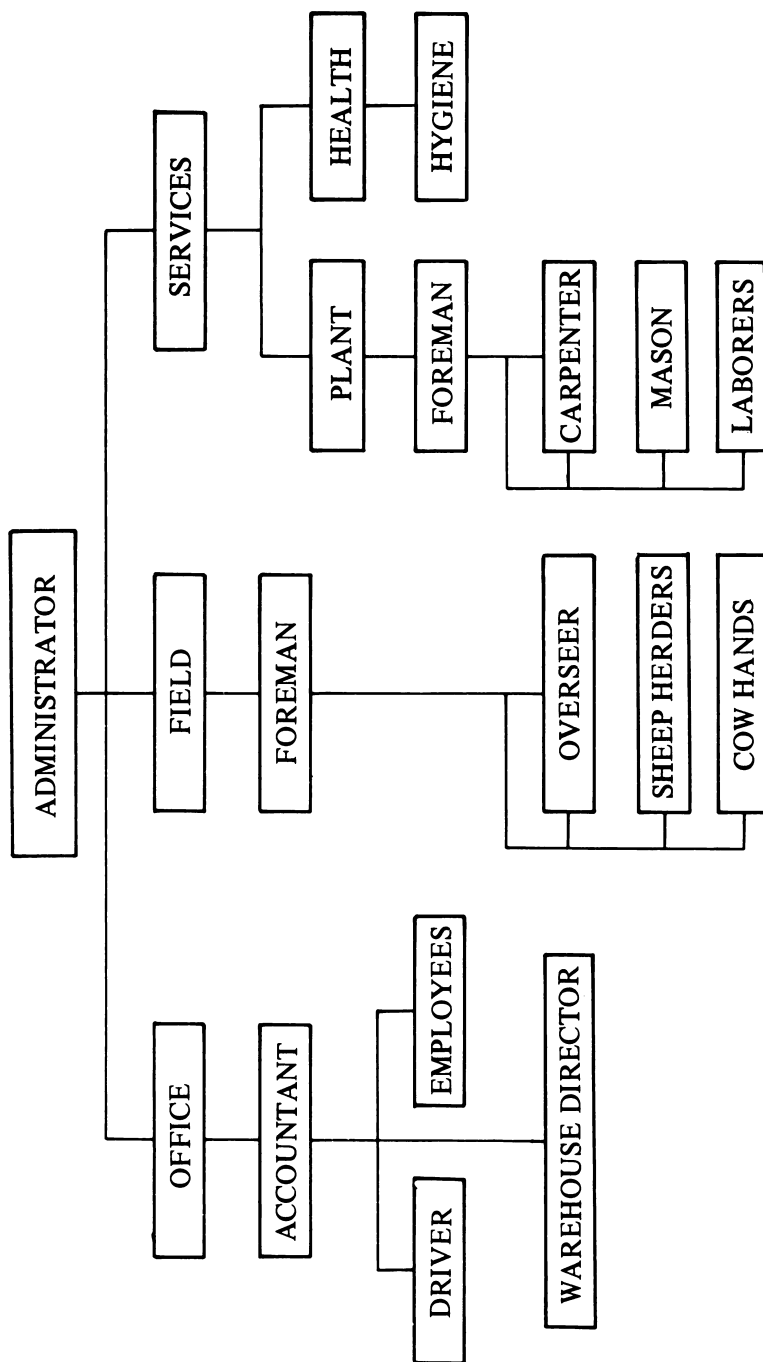 ADMINISTRATOR
OFFICE
FIELD
SERVICES
ACCOUNTANT
FOREMAN
PLANT
HEALTH
DRIVER
EMPLOYEES
FOREMAN
HYGIENE
WAREHOUSE DIRECTOR
OVERSEER
CARPENTER
SHEEP HERDERS
MASON
COW HANDS
LABORERS